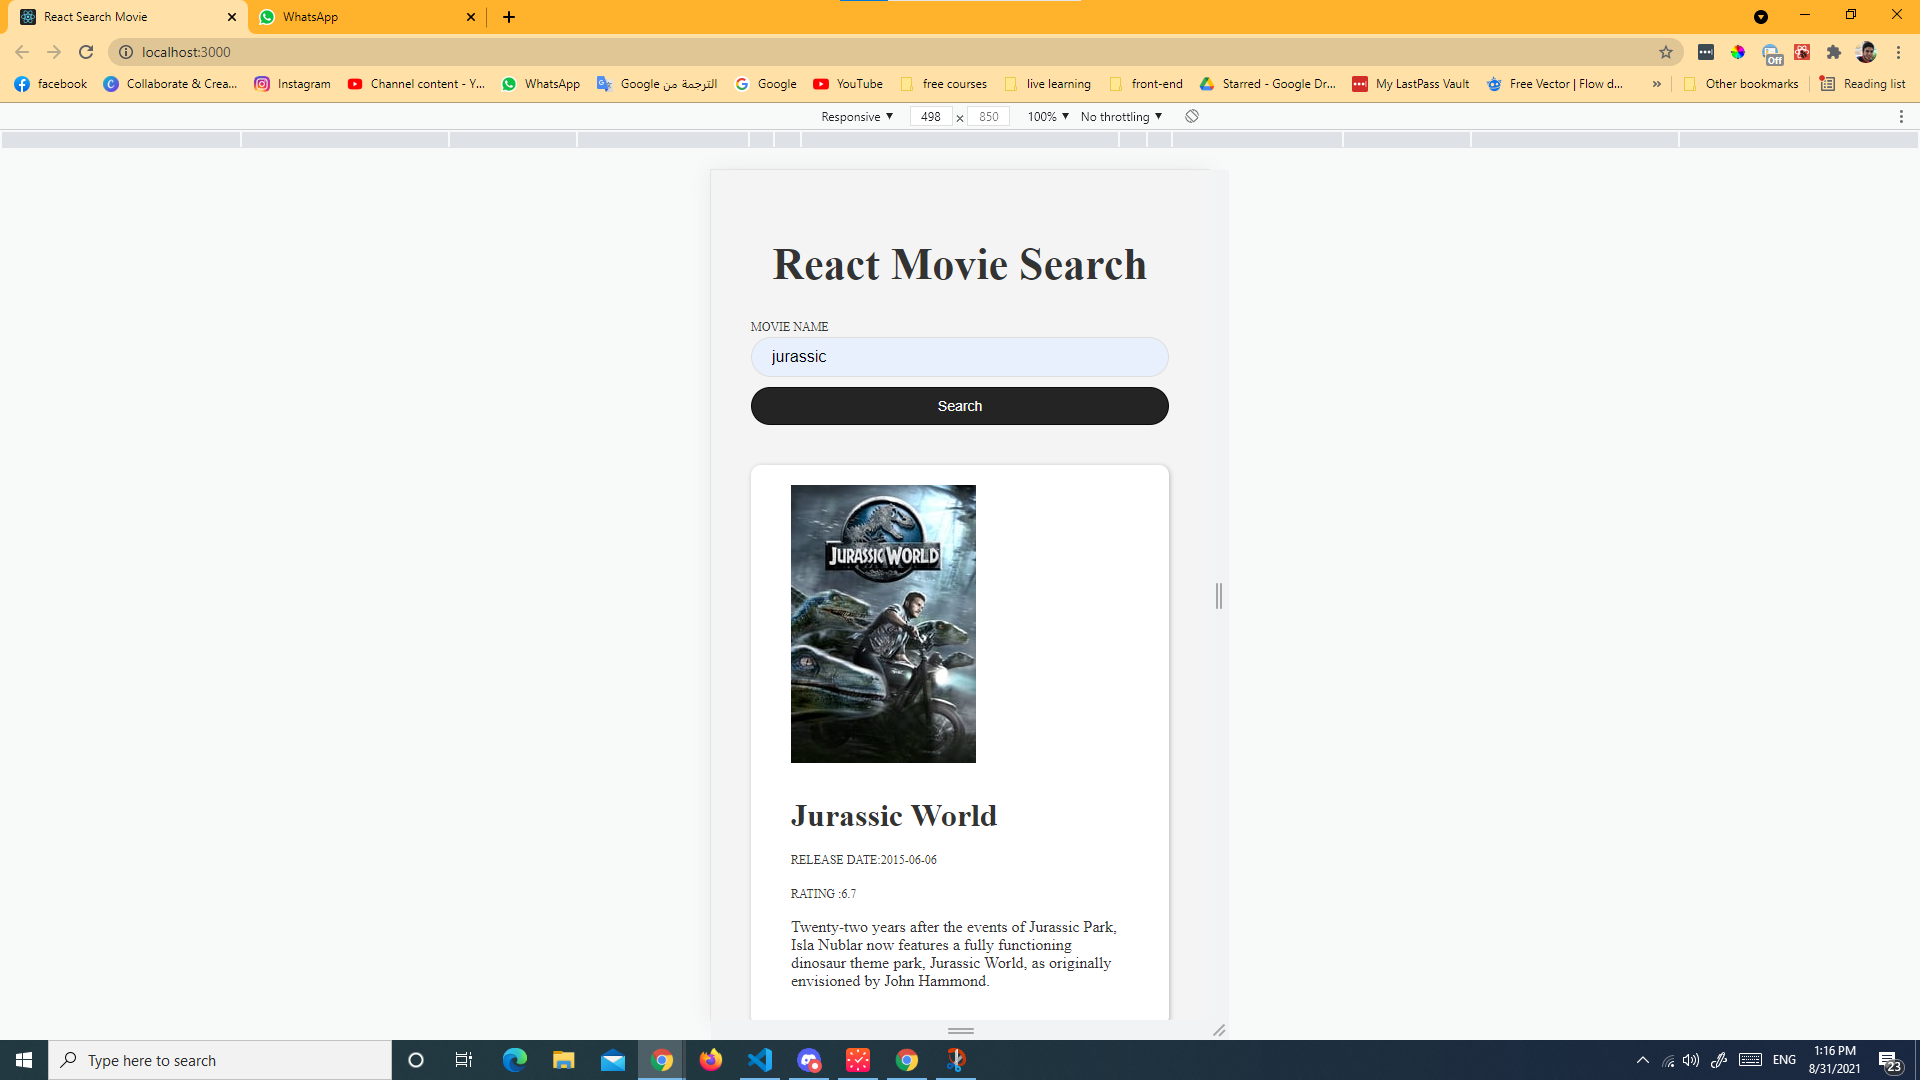 React Search Movie
WhatsApp
localhost:3000
Off
facebook
Collaborate & Crea...
Instagram
Channel content - Y...
WhatsApp
الترجمة من Google
Google
YouTube
free courses
live learning
front-end
Starred - Google Dr...
My LastPass Vault
Free Vector | Flow d...
»
Other bookmarks
Reading list
Responsive ▼ 498 × 850 100% ▼ No throttling ▼
React Movie Search
MOVIE NAME
jurassic
Search
JURASSIC WORLD
Jurassic World
RELEASE DATE:2015-06-06
RATING :6.7
Twenty-two years after the events of Jurassic Park,
Isla Nublar now features a fully functioning
dinosaur theme park, Jurassic World, as originally
envisioned by John Hammond.
Type here to search
ENG
1:16 PM
8/31/2021
23